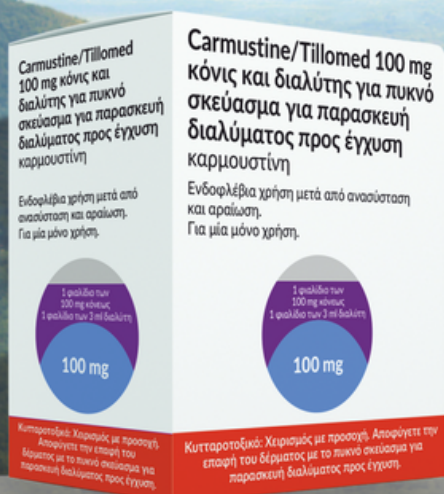 Carmustine/Tillomed
100 mg κόνις και
διαλύτης για πυκνό
σκεύασμα για παρασκευή
διαλύματος προς έγχυση
καρμουστίνη
Ενδοφλέβια χρήση μετά από
ανασύσταση και αραίωση.
Για μία μόνο χρήση.
1 φιαλίδιο των
100 mg κόνεως
1 φιαλίδιο των 3 ml διαλύτη
100 mg
Κυτταροτοξικό: Χειρισμός με προσοχή.
Αποφύγετε την επαφή του
δέρματος με το πυκνό σκεύασμα για
παρασκευή διαλύματος προς έγχυση.
Carmustine/Tillomed 100 mg
κόνις και διαλύτης για πυκνό
σκεύασμα για παρασκευή
διαλύματος προς έγχυση
καρμουστίνη
Ενδοφλέβια χρήση μετά από ανασύσταση
και αραίωση.
Για μία μόνο χρήση.
1 φιαλίδιο των
100 mg κόνεως
1 φιαλίδιο των 3 ml διαλύτη
100 mg
Κυτταροτοξικό: Χειρισμός με προσοχή. Αποφύγετε την
επαφή του δέρματος με το πυκνό σκεύασμα για
παρασκευή διαλύματος προς έγχυση.